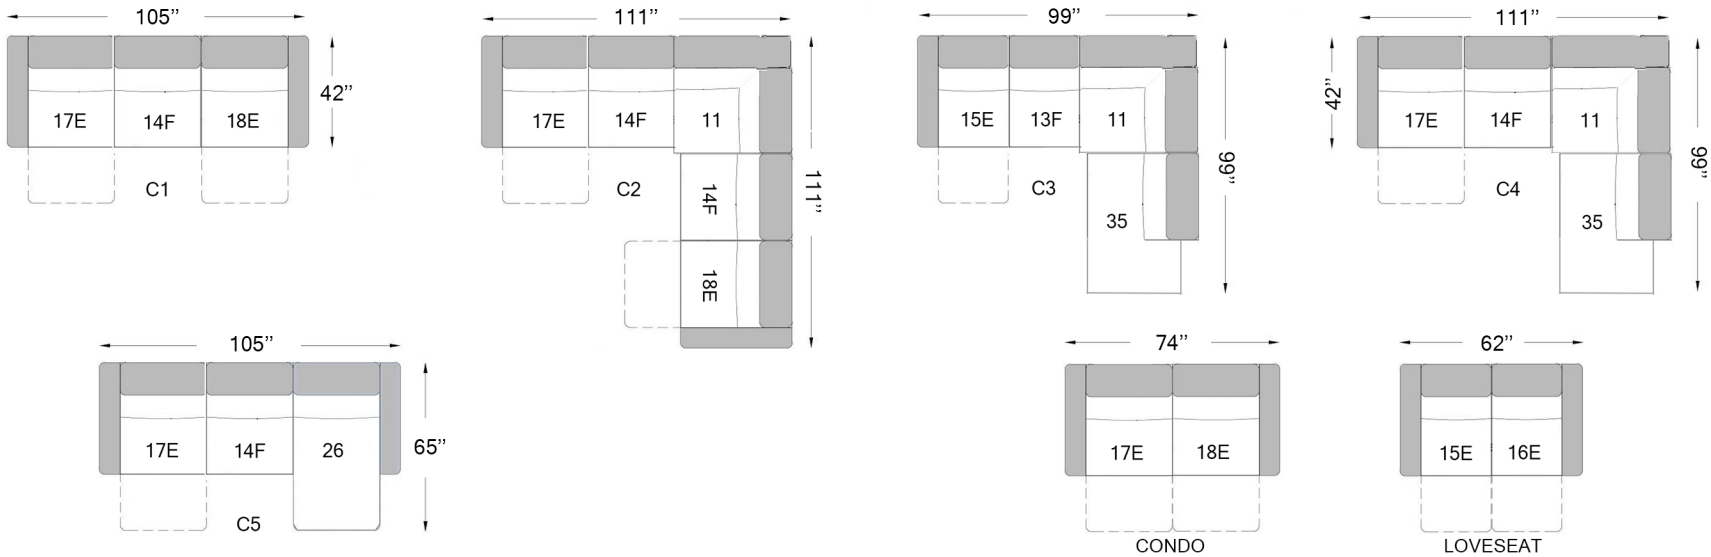 105”
17E 14F 18E
42”
C1
111”
17E 14F 11
14F
18E
111”
C2
99”
15E 13F 11
35
99”
C3
111”
42”
17E 14F 11
35
99”
C4
105”
17E 14F 26
65”
C5
74”
17E 18E
CONDO
62”
15E 16E
LOVESEAT